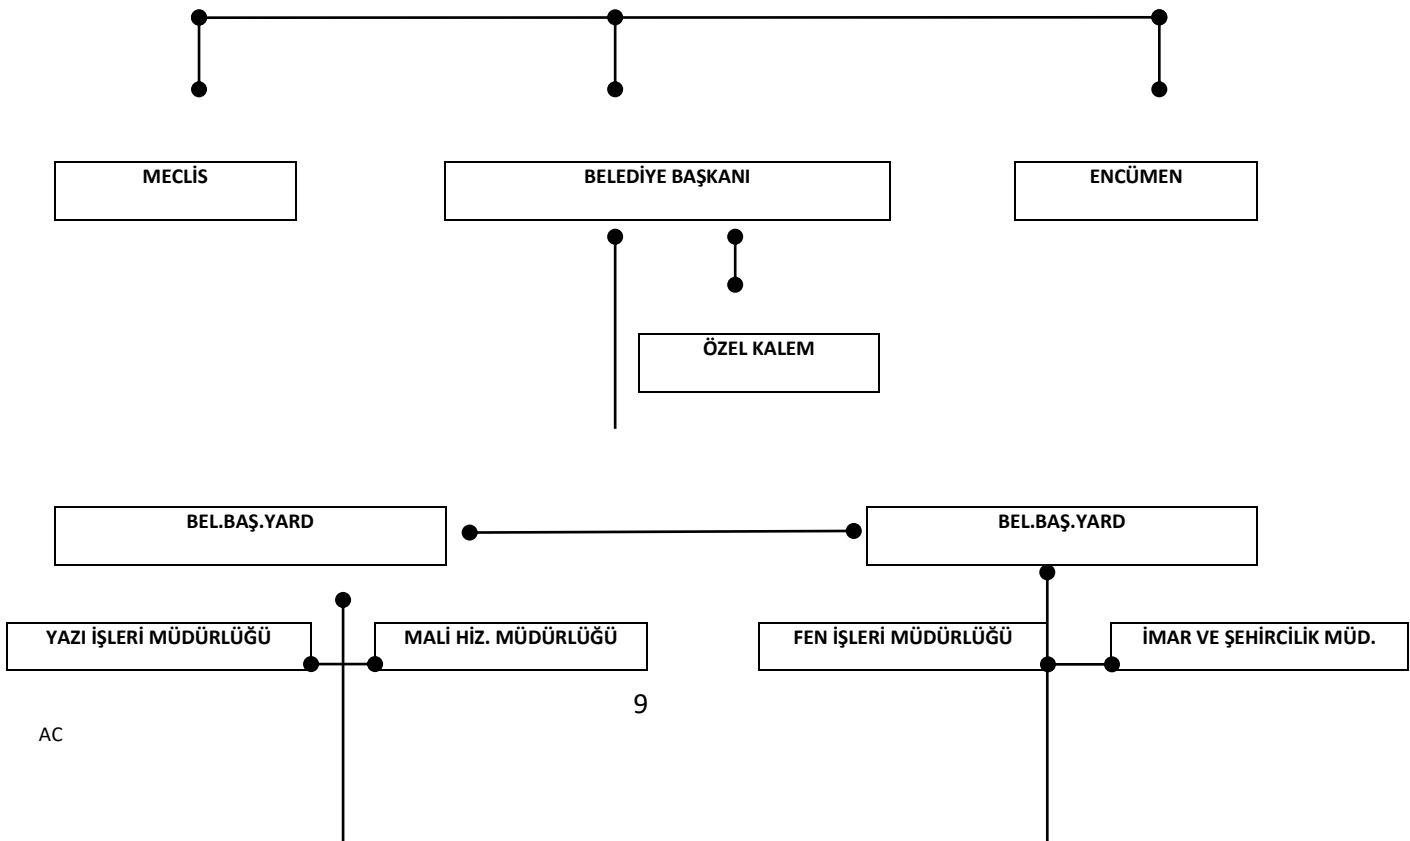 MECLİS
BELEDİYE BAŞKANI
ENCÜMEN
ÖZEL KALEM
BEL.BAŞ.YARD
BEL.BAŞ.YARD
YAZI İŞLERİ MÜDÜRLÜĞÜ
MALİ HİZ. MÜDÜRLÜĞÜ
FEN İŞLERİ MÜDÜRLÜĞÜ
İMAR VE ŞEHİRCİLİK MÜD.
9
AC